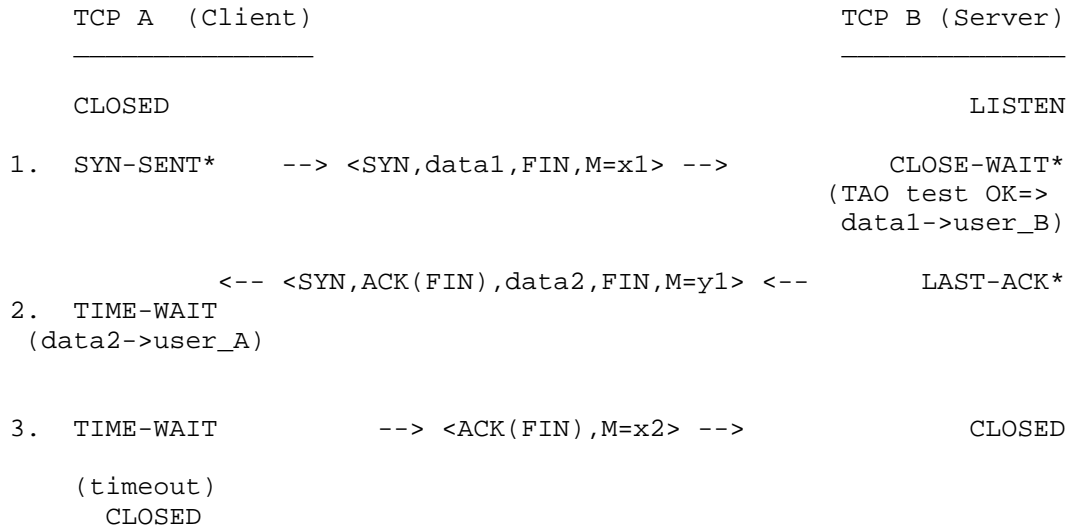 TCP A  (Client)                                 TCP B (Server)
_______________                                 ______________
CLOSED                                                  LISTEN
1.  SYN-SENT*     --> <SYN,data1,FIN,M=x1> -->          CLOSE-WAIT*
(TAO test OK=>
data1->user_B)
<-- <SYN,ACK(FIN),data2,FIN,M=y1> <--       LAST-ACK*
2.  TIME-WAIT
(data2->user_A)
3.  TIME-WAIT          --> <ACK(FIN),M=x2> -->               CLOSED
(timeout)
CLOSED